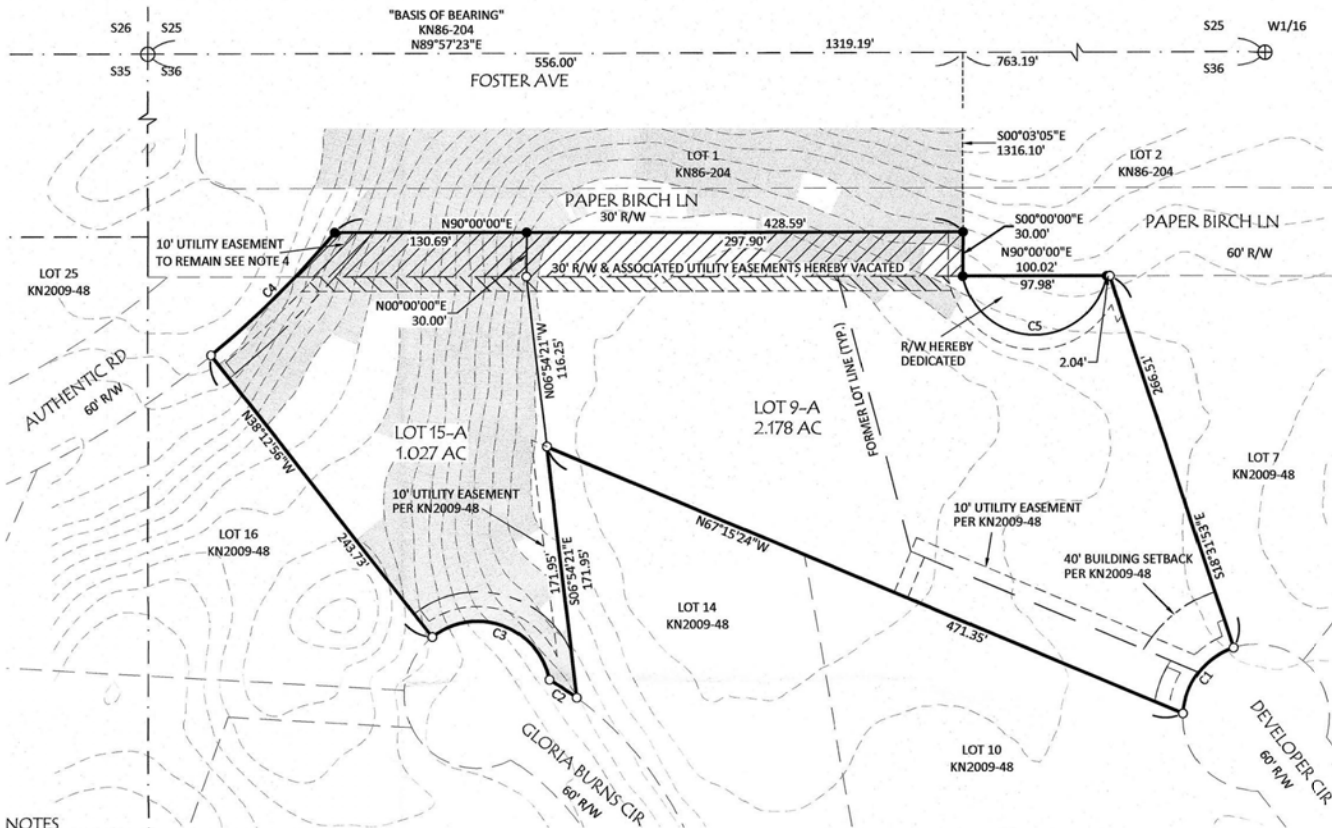 "BASIS OF BEARING"
KN86-204
N89°57'23"E
S26
S25
S35
S36
1319.19'
556.00'
763.19'
S25
W1/16
S36
FOSTER AVE
S00°03'05"E
1316.10'
LOT 1
KN86-204
LOT 2
KN86-204
PAPER BIRCH LN
30' R/W
N90°00'00"E
428.59'
130.69'
297.90'
S00°00'00"E
30.00'
PAPER BIRCH LN
60' R/W
N90°00'00"E
100.02'
97.98'
10' UTILITY EASEMENT
TO REMAIN SEE NOTE 4
30' R/W & ASSOCIATED UTILITY EASEMENTS HEREBY VACATED
LOT 25
KN2009-48
C4
N00°00'00"E
30.00'
C5
R/W HEREBY
DEDICATED
2.04'
AUTHENTIC RD
60' R/W
N06°54'21"W
116.25'
266.51'
S18°31'53"E
FORMER LOT LINE (TYP.)
LOT 9-A
2.178 AC
LOT 15-A
1.027 AC
N38°12'56"W
243.73'
LOT 7
KN2009-48
10' UTILITY EASEMENT
PER KN2009-48
LOT 16
KN2009-48
N67°15'24"W
471.35'
10' UTILITY EASEMENT
PER KN2009-48
40' BUILDING SETBACK
PER KN2009-48
171.95'
S06°54'21"E
171.95'
LOT 14
KN2009-48
C3
C2
C1
GLORIA BURNS CIR
60' R/W
LOT 10
KN2009-48
DEVELOPER CIR
60' R/W
NOTES